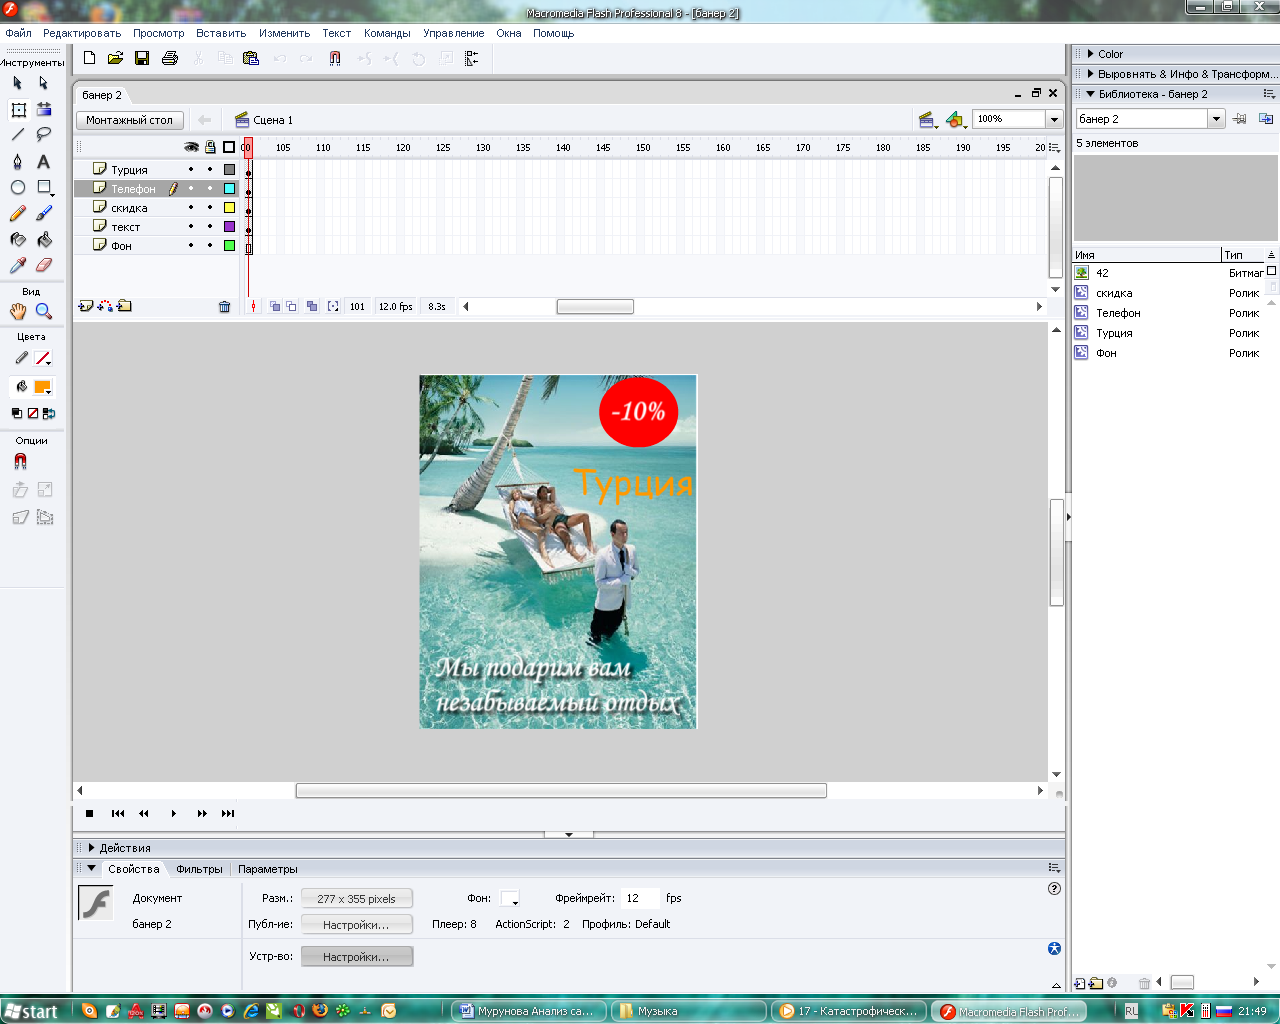 Macromedia Flash Professional 8 - [банер 2]
Файл Редактировать Просмотр Вставить Изменить Текст Команды Управление Окна Помощь
Инструменты
Вид
Цвета
Опции
банер 2
Монтажный стол
Сцена 1
100%
105 110 115 120 125 130 135 140 145 150 155 160 165 170 175 180 185 190 195 20
Турция
Телефон
скидка
текст
Фон
101 12.0 fps 8.3s
-10%
Турция
Мы подарим вам
незабываемый отдых
Действия
Свойства Фильтры Параметры
Документ
банер 2
Разм.: 277 x 355 pixels Фон: Фреймрейт: 12 fps
Публ-ие: Настройки... Плеер: 8 ActionScript: 2 Профиль: Default
Устр-во: Настройки...
Color
Выровнять & Инфо & Трансформ...
Библиотека - банер 2
банер 2
5 элементов
Имя Тип
42 Битмап
скидка Ролик
Телефон Ролик
Турция Ролик
Фон Ролик
start
Мурунова Анализ са...
Музыка
17 - Катастрофическ...
Macromedia Flash Prof...
RL
21:49